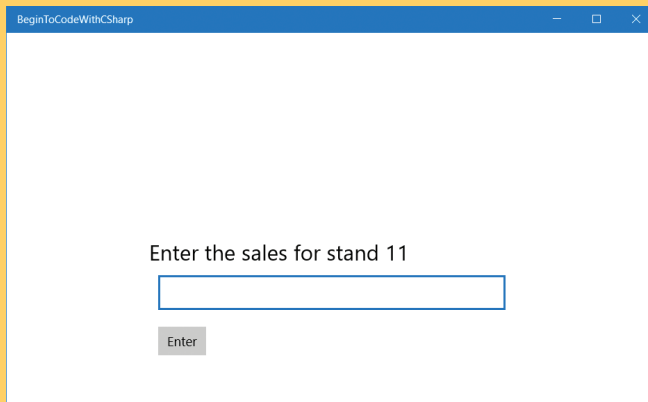 BeginToCodeWithCSharp
Enter the sales for stand 11
Enter